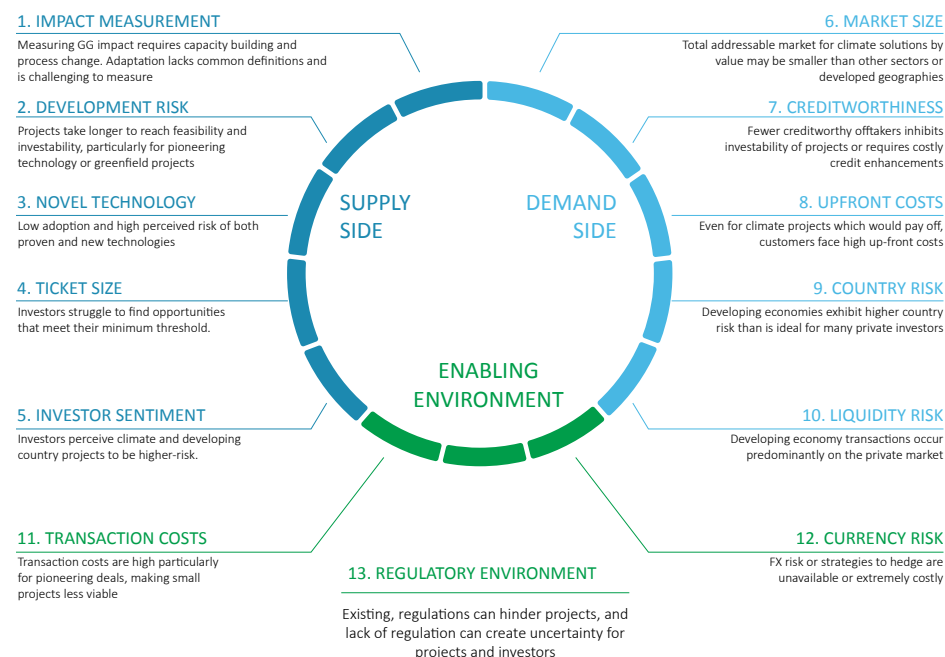 1. IMPACT MEASUREMENT
Measuring GG impact requires capacity building and
process change. Adaptation lacks common definitions and
is challenging to measure
2. DEVELOPMENT RISK
Projects take longer to reach feasibility and
investability, particularly for pioneering
technology or greenfield projects
3. NOVEL TECHNOLOGY
Low adoption and high perceived risk of both
proven and new technologies
4. TICKET SIZE
Investors struggle to find opportunities
that meet their minimum threshold.
5. INVESTOR SENTIMENT
Investors perceive climate and developing
country projects to be higher-risk.
SUPPLY
SIDE
DEMAND
SIDE
ENABLING
ENVIRONMENT
6. MARKET SIZE
Total addressable market for climate solutions by
value may be smaller than other sectors or
developed geographies
7. CREDITWORTHINESS
Fewer creditworthy offtakers inhibits
investability of projects or requires costly
credit enhancements
8. UPFRONT COSTS
Even for climate projects which would pay off,
customers face high up-front costs
9. COUNTRY RISK
Developing economies exhibit higher country
risk than is ideal for many private investors
10. LIQUIDITY RISK
Developing economy transactions occur
predominantly on the private market
11. TRANSACTION COSTS
Transaction costs are high particularly
for pioneering deals, making small
projects less viable
12. CURRENCY RISK
FX risk or strategies to hedge are
unavailable or extremely costly
13. REGULATORY ENVIRONMENT
Existing, regulations can hinder projects, and
lack of regulation can create uncertainty for
projects and investors